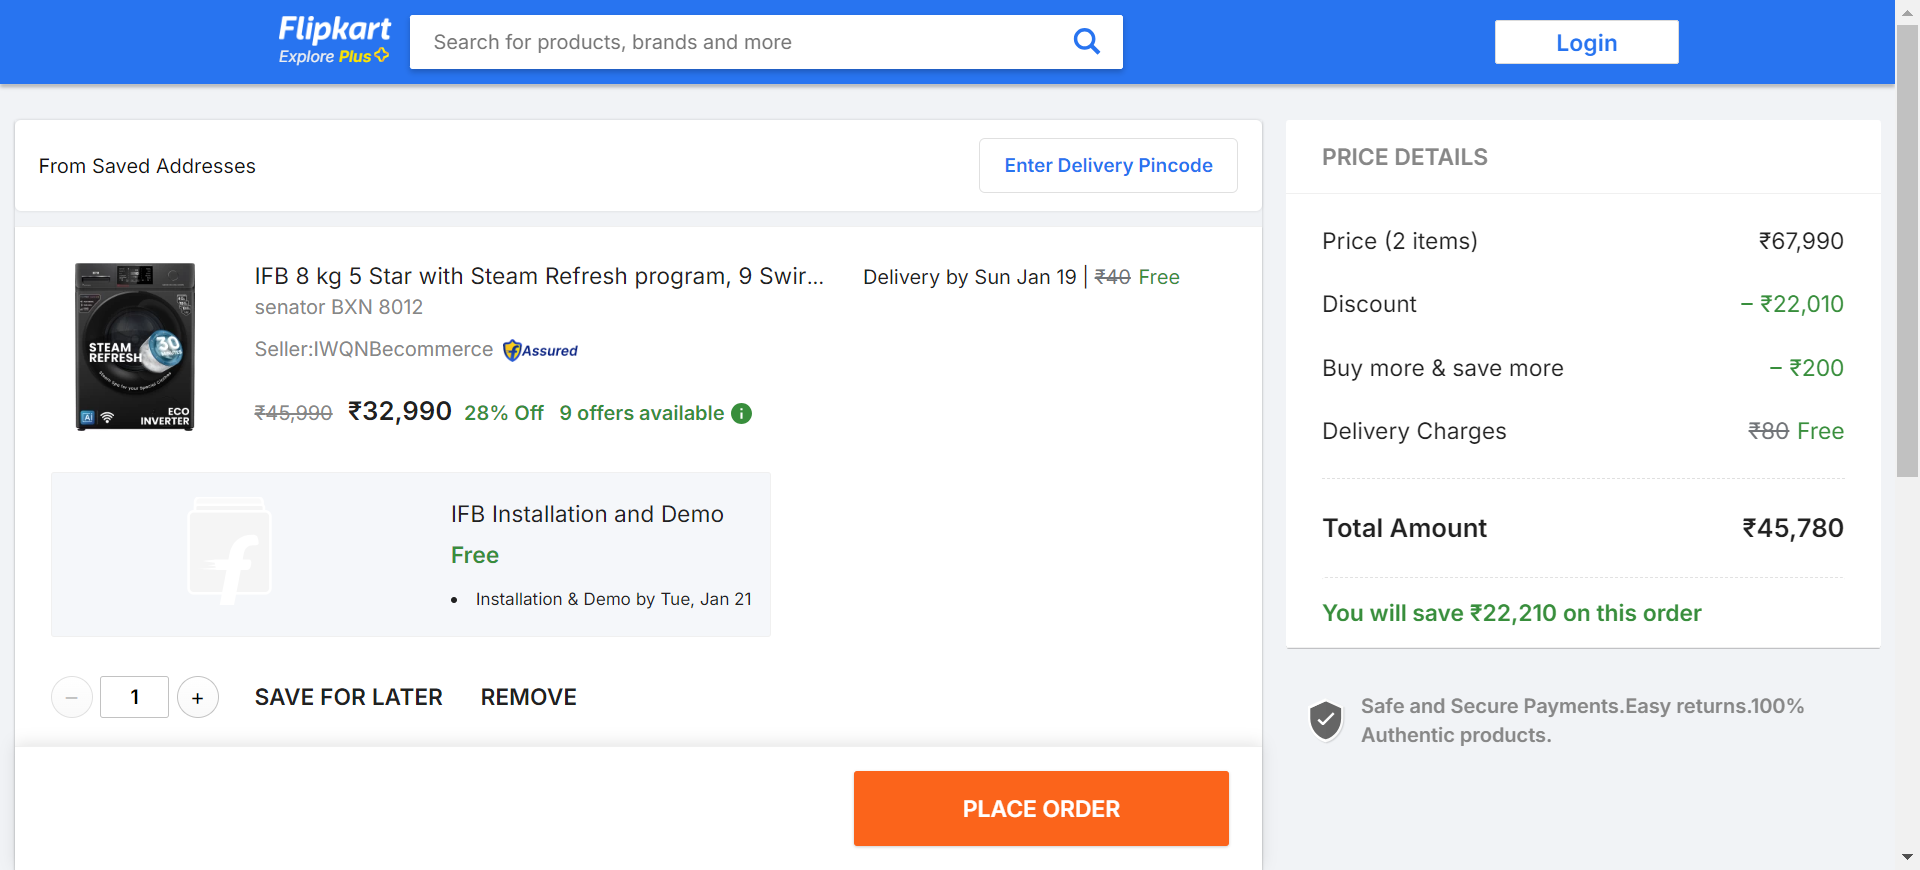 Flipkart
Explore Plus
Search for products, brands and more
Login
From Saved Addresses
Enter Delivery Pincode
IFB 8 kg 5 Star with Steam Refresh program, 9 Swir...
senator BXN 8012
Seller:IWQNBecommerce
Assured
₹45,990 ₹32,990 28% Off 9 offers available
Delivery by Sun Jan 19 | ₹40 Free
STEAM
REFRESH
30
MINUTES
AI
ECO
INVERTER
IFB Installation and Demo
Free
• Installation & Demo by Tue, Jan 21
− 1 +
SAVE FOR LATER
REMOVE
PLACE ORDER
PRICE DETAILS
Price (2 items) ₹67,990
Discount − ₹22,010
Buy more & save more − ₹200
Delivery Charges ₹80 Free
Total Amount ₹45,780
You will save ₹22,210 on this order
Safe and Secure Payments.Easy returns.100%
Authentic products.